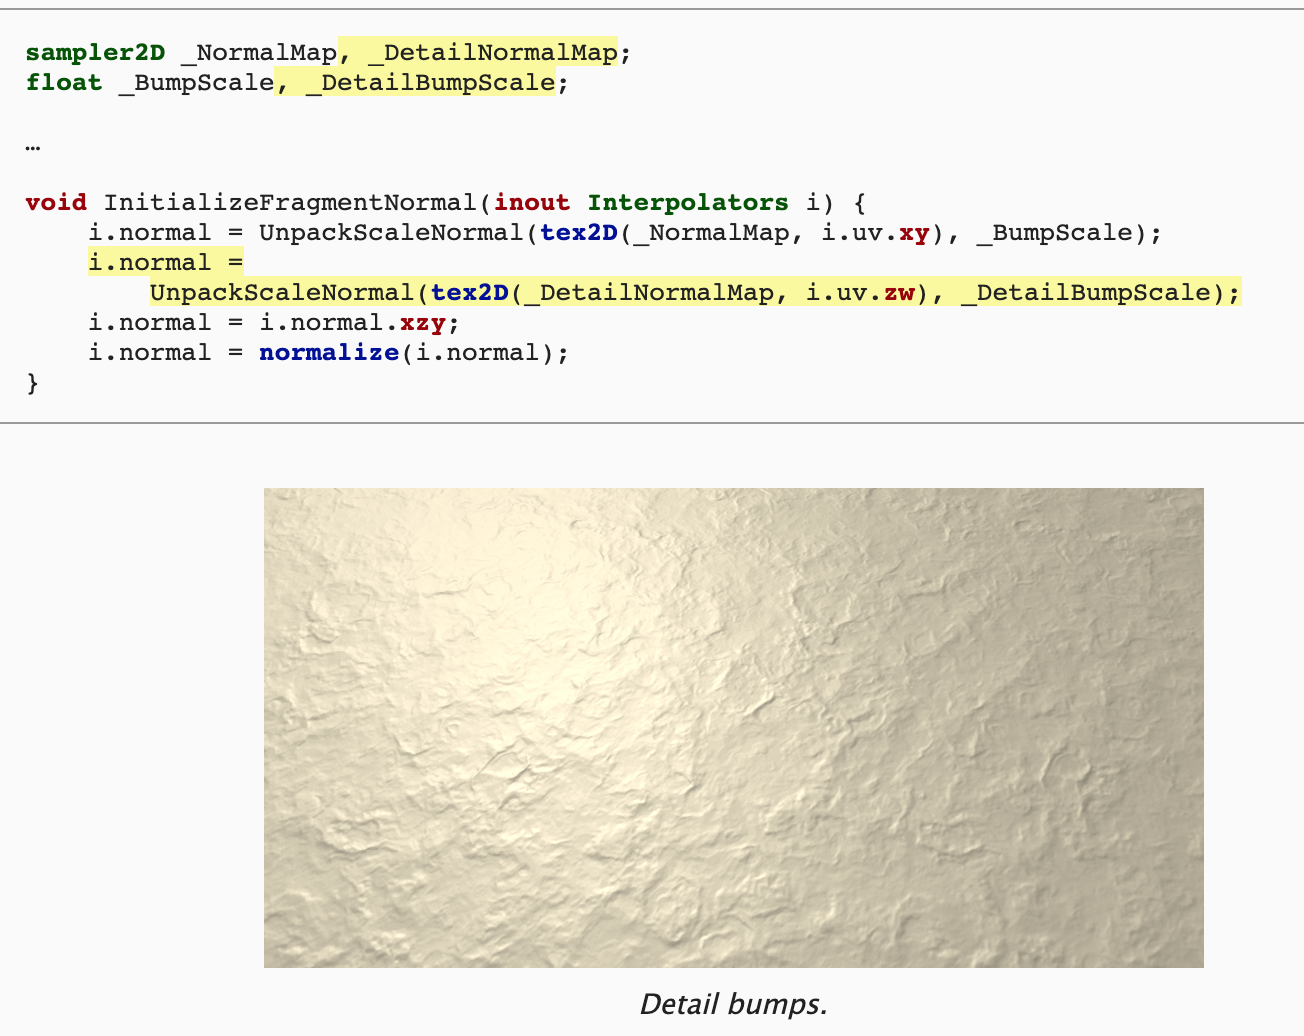 sampler2D _NormalMap, _DetailNormalMap;
float _BumpScale, _DetailBumpScale;
…
void InitializeFragmentNormal(inout Interpolators i) {
    i.normal = UnpackScaleNormal(tex2D(_NormalMap, i.uv.xy), _BumpScale);
    i.normal =
        UnpackScaleNormal(tex2D(_DetailNormalMap, i.uv.zw), _DetailBumpScale);
    i.normal = i.normal.xzy;
    i.normal = normalize(i.normal);
}
Detail bumps.